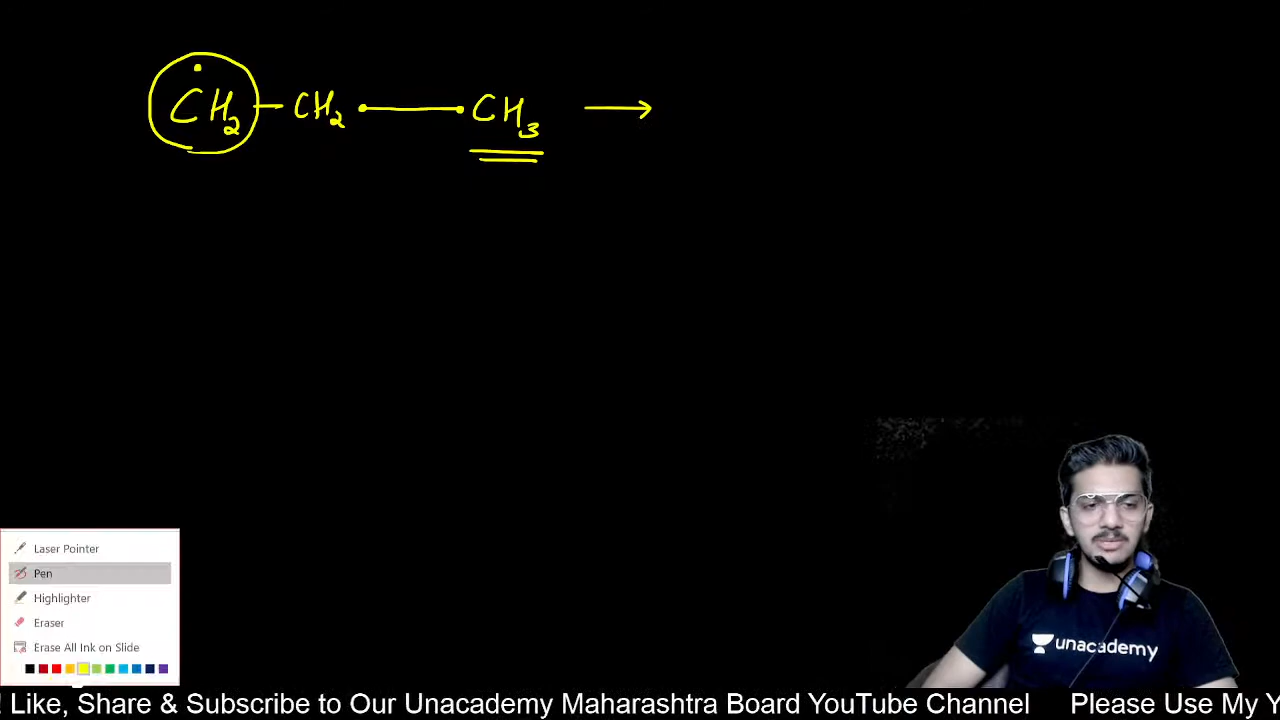 ĊH₂ — CH₂ •——• CH₃ ⟶
Laser Pointer
Pen
Highlighter
Eraser
Erase All Ink on Slide
unacademy
! Like, Share & Subscribe to Our Unacademy Maharashtra Board YouTube Channel Please Use My Y